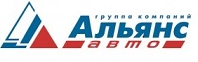 группа компаний
Альянс
авто